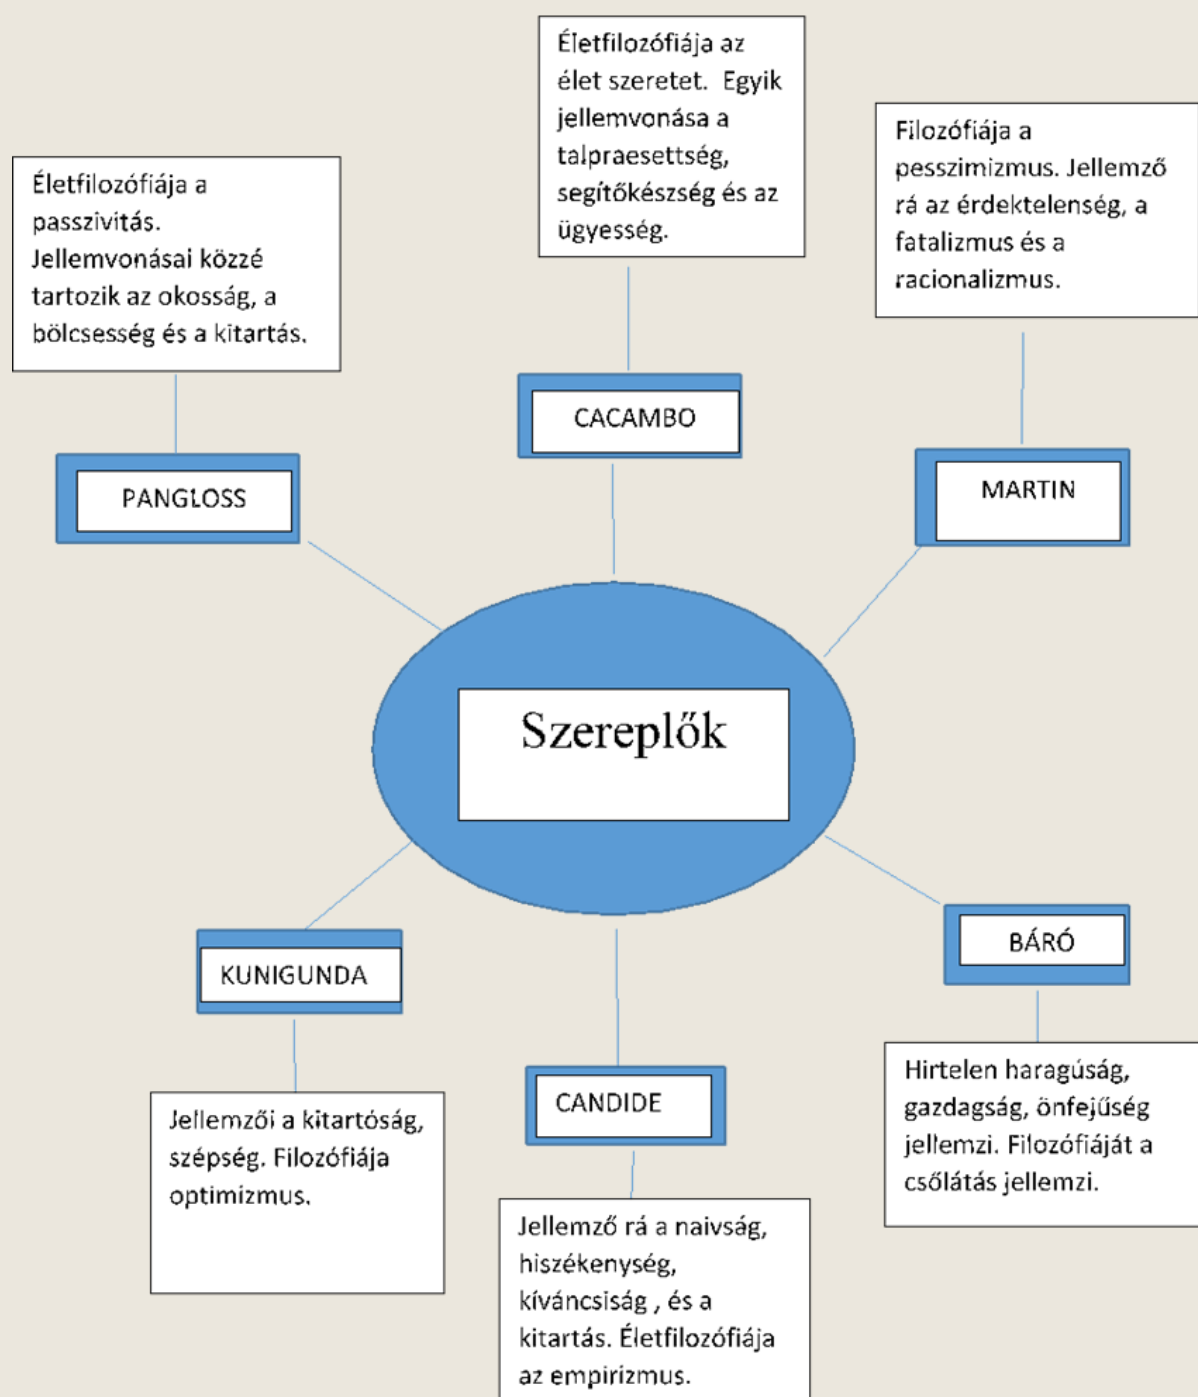 Életfilozófiája az
élet szeretet.  Egyik
jellemvonása a
talpraesettség,
segítőkészség és az
ügyesség.
Filozófiája a
pesszimizmus. Jellemző
rá az érdektelenség, a
fatalizmus és a
racionalizmus.
Életfilozófiája a
passzivitás.
Jellemvonásai közzé
tartozik az okosság, a
bölcsesség és a kitartás.
CACAMBO
PANGLOSS
MARTIN
Szereplők
KUNIGUNDA
BÁRÓ
CANDIDE
Jellemzői a kitartóság,
szépség. Filozófiája
optimizmus.
Hirtelen haragúság,
gazdagság, önfejűség
jellemzi. Filozófiáját a
csőlátás jellemzi.
Jellemző rá a naivság,
hiszékenység,
kíváncsiság , és a
kitartás. Életfilozófiája
az empirizmus.